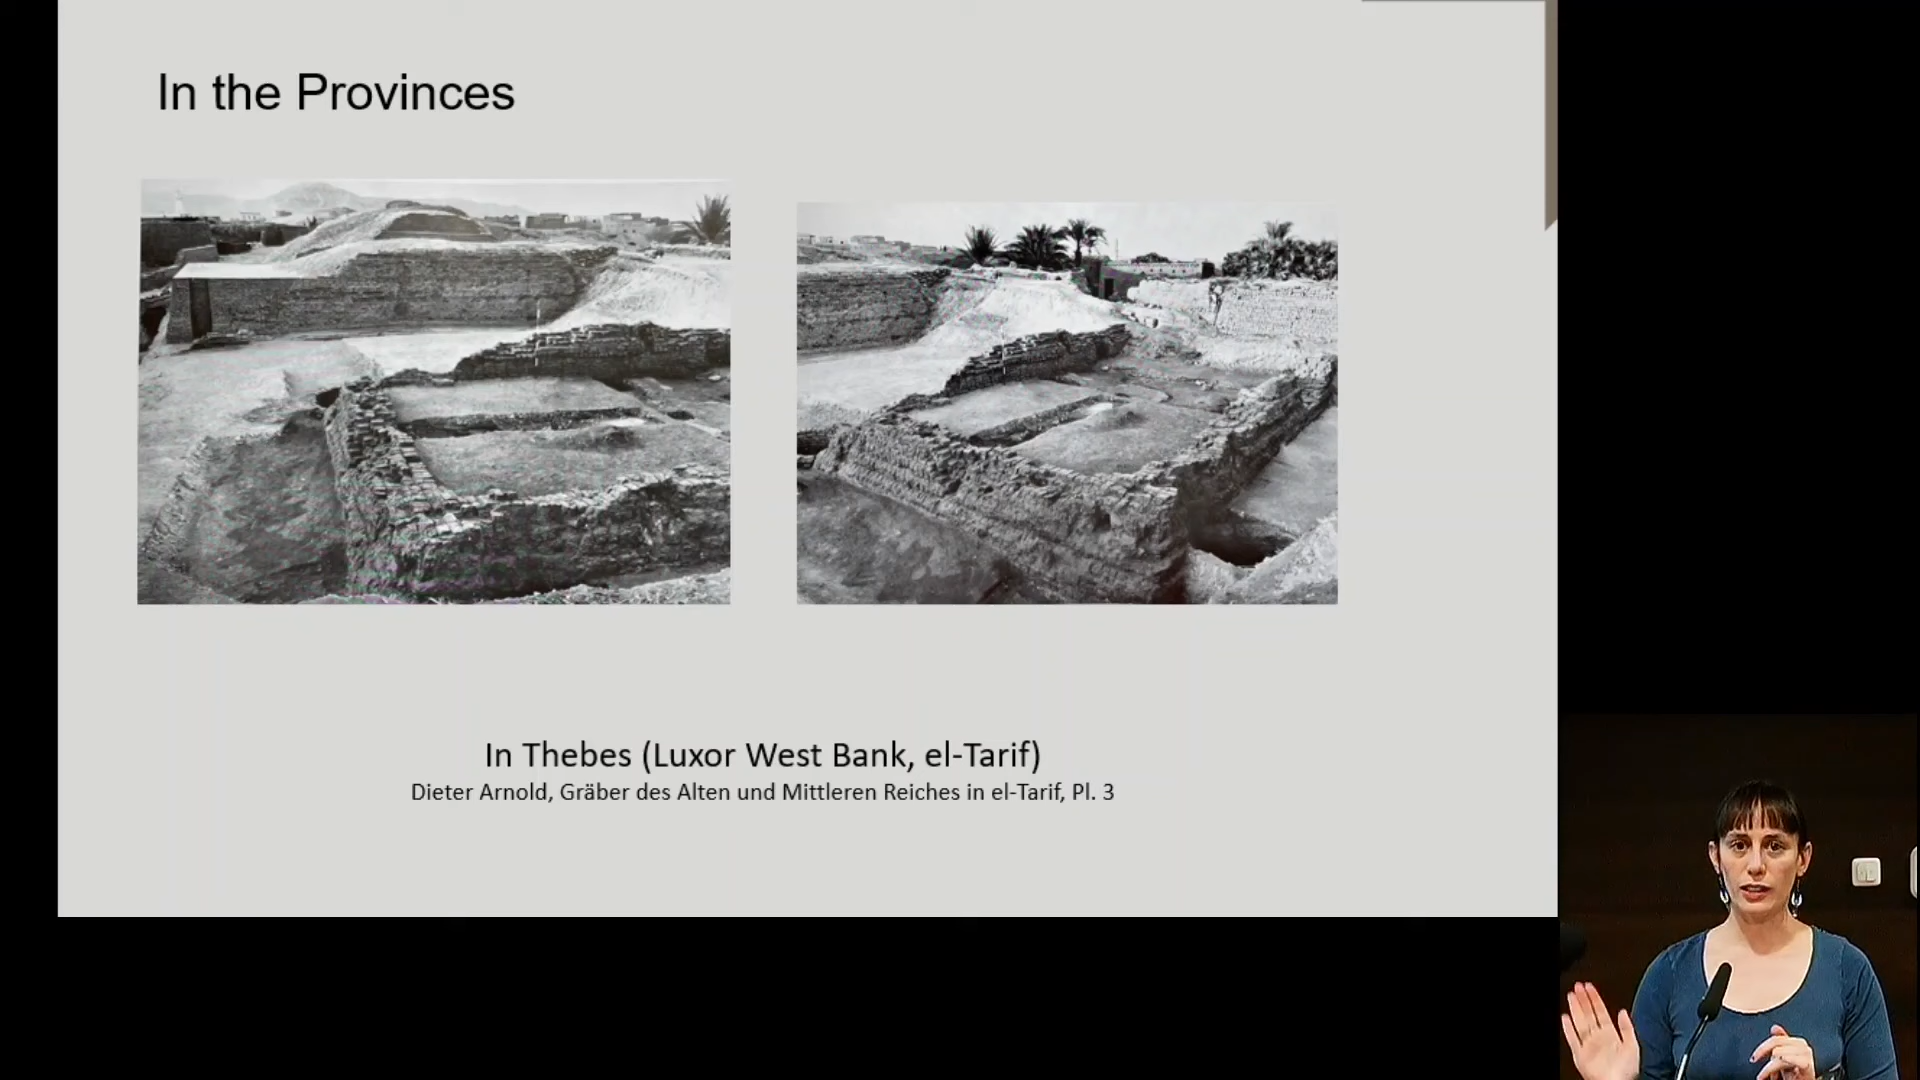 In the Provinces
In Thebes (Luxor West Bank, el-Tarif)
Dieter Arnold, Gräber des Alten und Mittleren Reiches in el-Tarif, Pl. 3